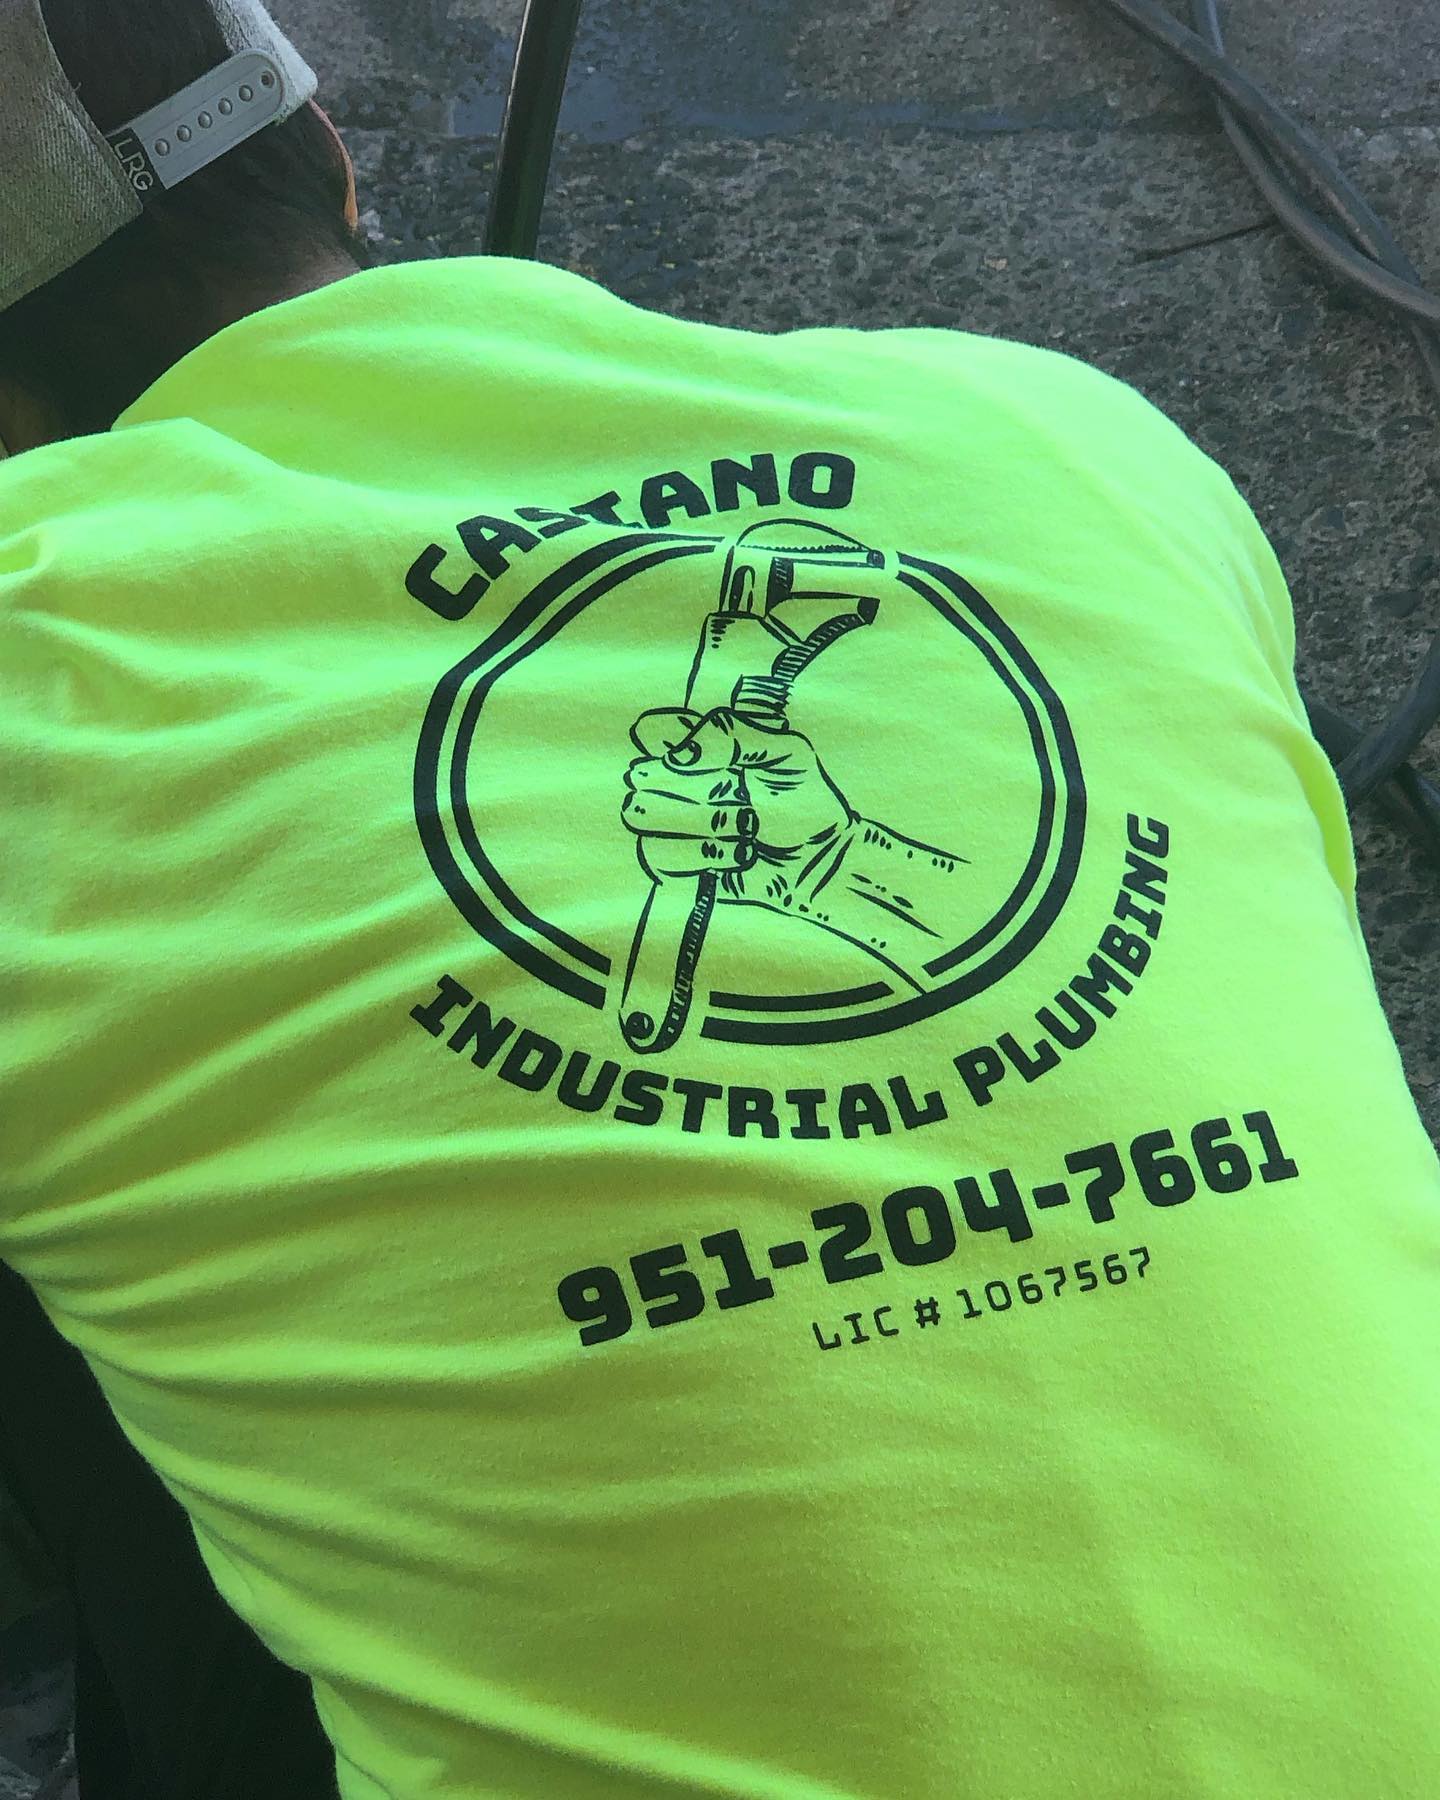 LRG
CASTANO
INDUSTRIAL PLUMBING
951-204-7661
LIC # 1067567